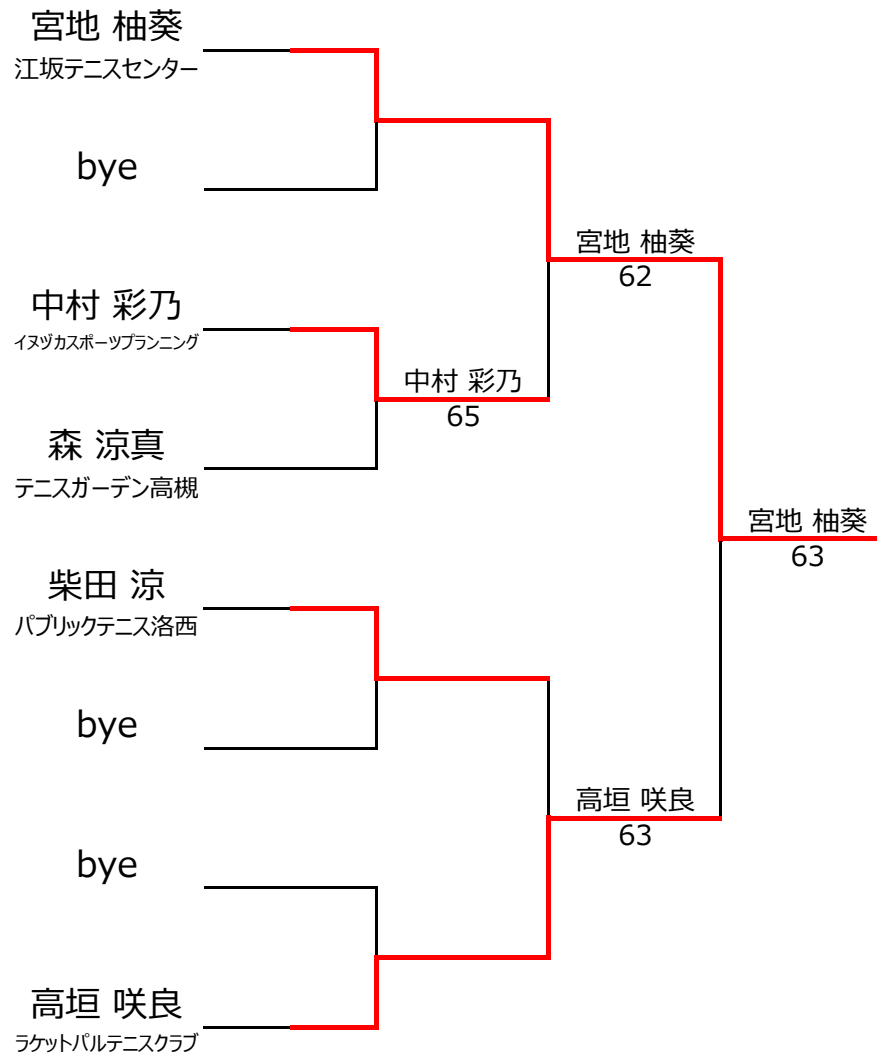 宮地 柚葵
江坂テニスセンター
bye
宮地 柚葵
62
中村 彩乃
イヌヅカスポーツプランニング
中村 彩乃
65
森 涼真
テニスガーデン高槻
宮地 柚葵
63
柴田 涼
パブリックテニス洛西
bye
高垣 咲良
63
bye
高垣 咲良
ラケットパルテニスクラブ